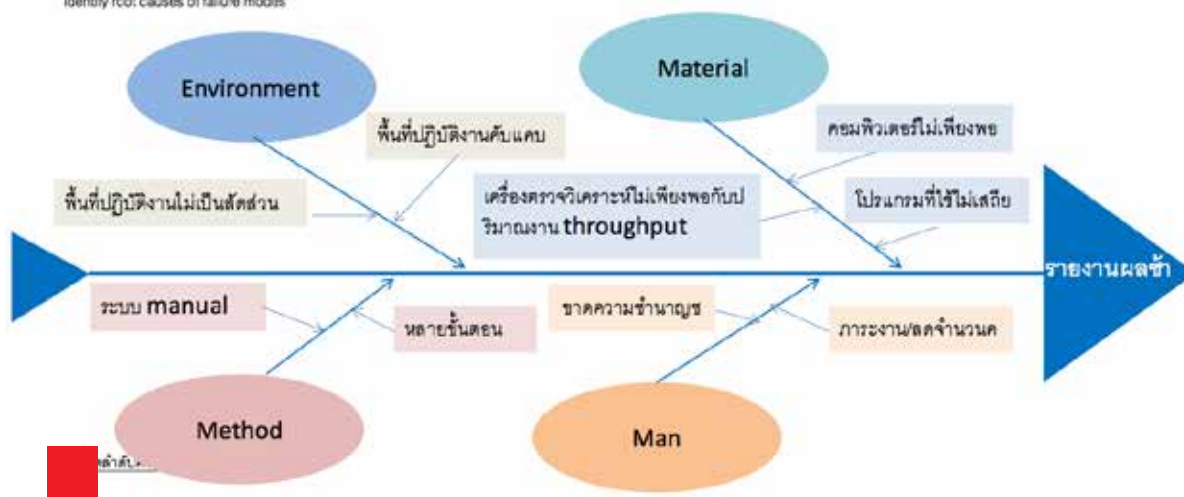 Identify root causes of failure modes
Environment
Material
พื้นที่ปฏิบัติงานคับแคบ
คอมพิวเตอร์ไม่เพียงพอ
พื้นที่ปฏิบัติงานไม่เป็นสัดส่วน
เครื่องตรวจวิเคราะห์ไม่เพียงพอกับป
ริมาณงาน throughput
โปรแกรมที่ใช้ไม่เสถีย
รายงานผลช้า
ระบบ manual
หลายขั้นตอน
ขาดความชำนาญช
ภาระงาน/ลดจำนวนค
Method
Man